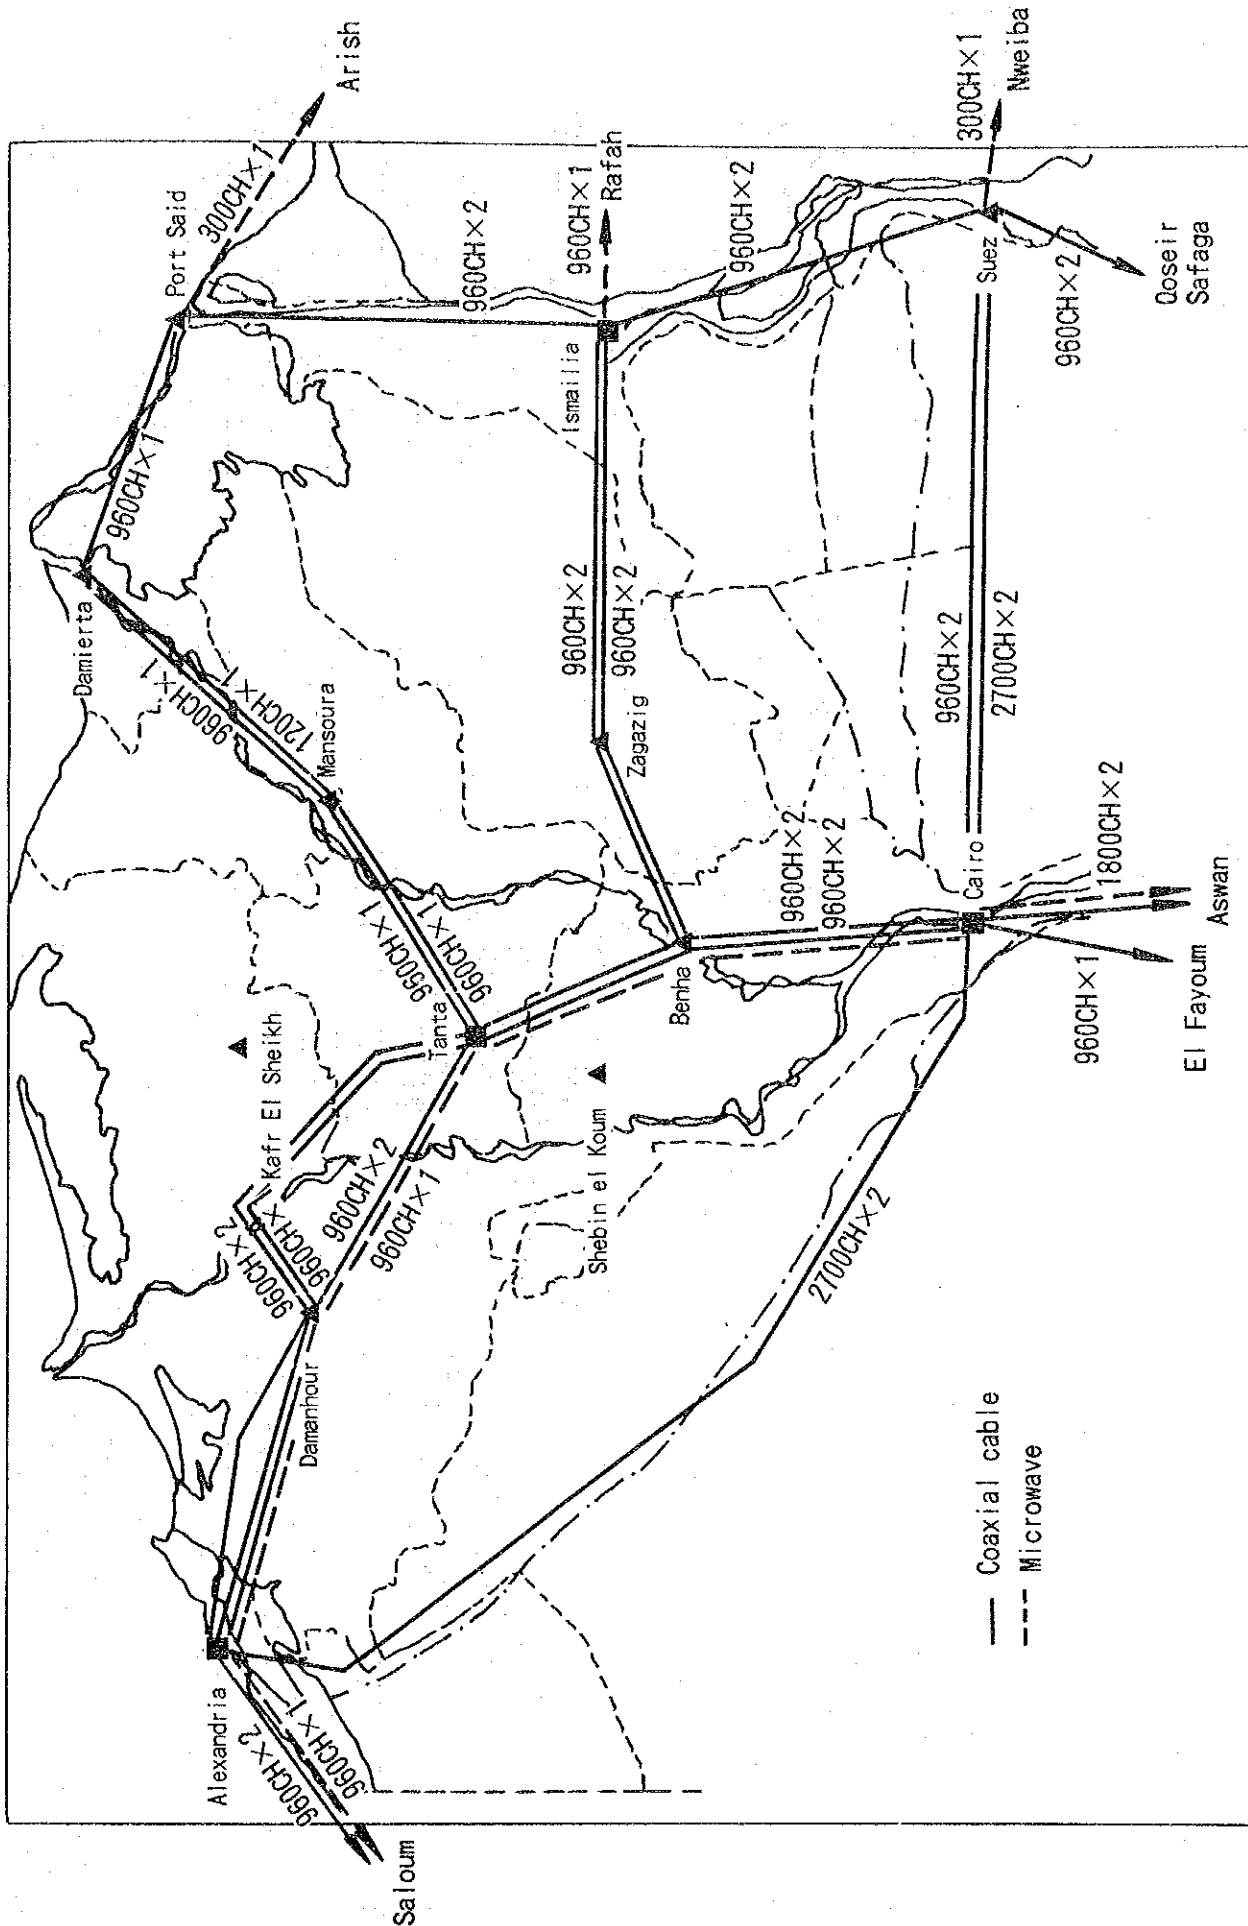 Arish
300CH×1
Port Said
960CH×1
Damierta
960CH×1
120CH×1
Mansoura
960CH×2
960CH×1
Rafah
Ismailia
960CH×2
960CH×2
960CH×2
Zagazig
300CH×1
Nweiba
Suez
960CH×2
Qoseir
Safaga
960CH×2
2700CH×2
Cairo
1800CH×2
Aswan
960CH×1
El Fayoum
960CH×2
960CH×2
Benha
960CH×1
960CH×1
Tanta
Kafr El Sheikh
Shebin el Koum
960CH×2
960CH×1
960CH×2
960CH×1
Damanhour
2700CH×2
Alexandria
960CH×2
960CH×1
Saloum
Coaxial cable
Microwave